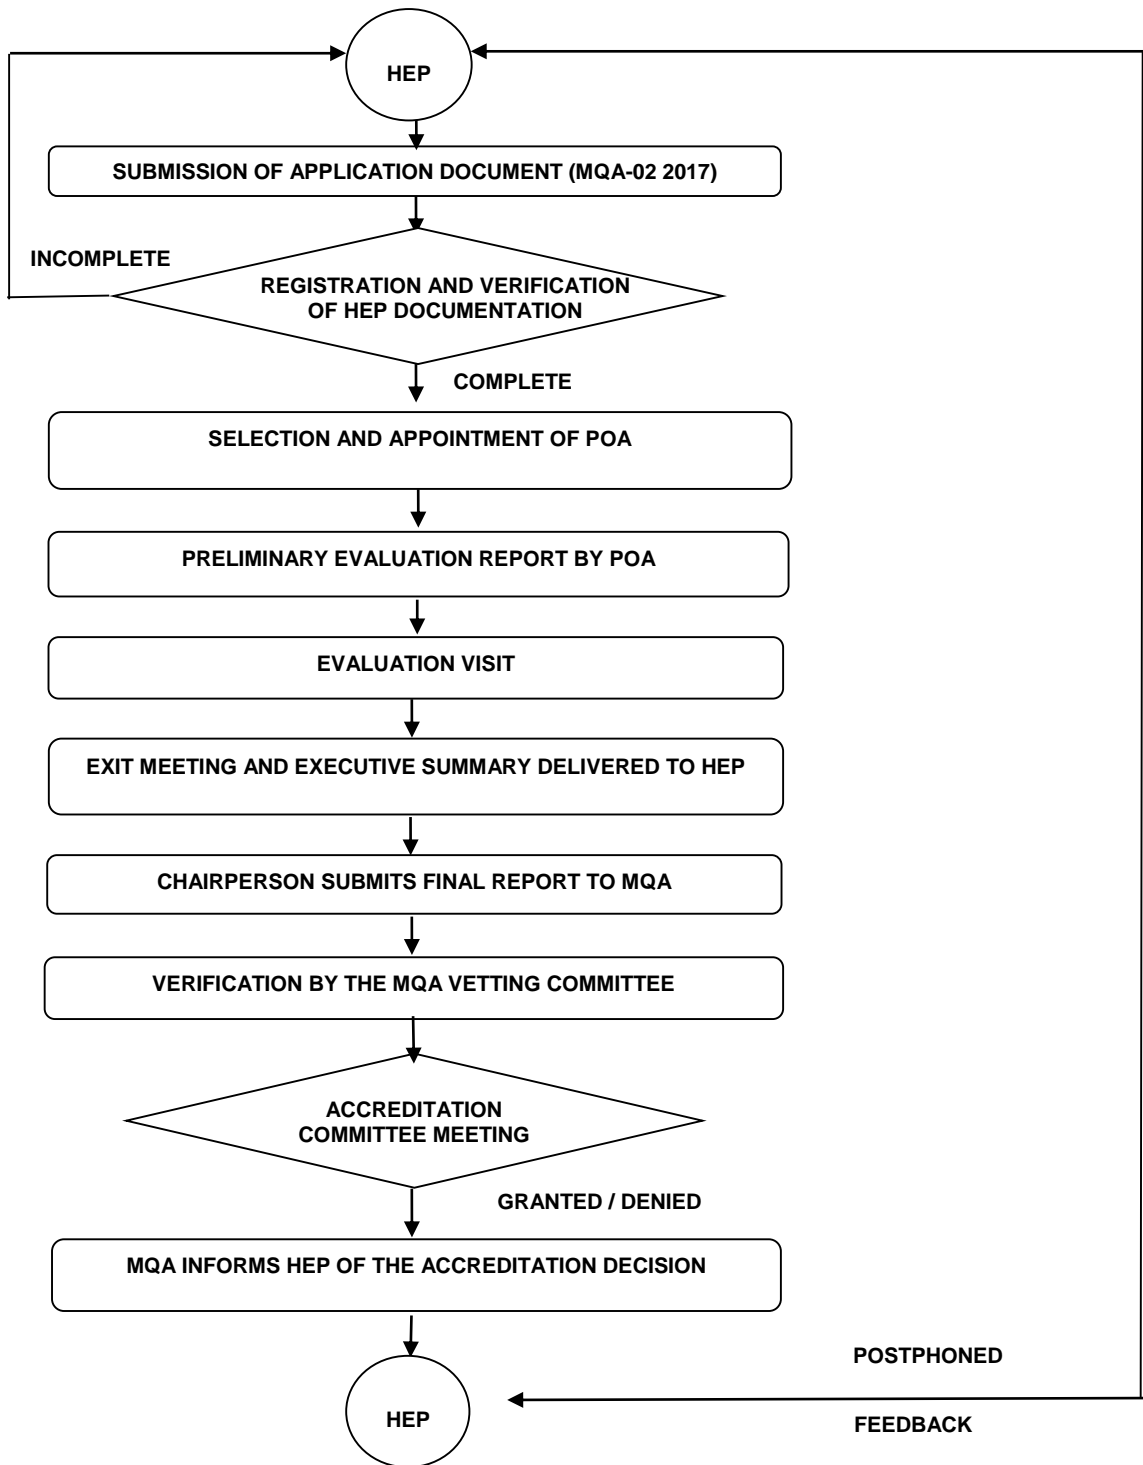 HEP
SUBMISSION OF APPLICATION DOCUMENT (MQA-02 2017)
INCOMPLETE
REGISTRATION AND VERIFICATION
OF HEP DOCUMENTATION
COMPLETE
SELECTION AND APPOINTMENT OF POA
PRELIMINARY EVALUATION REPORT BY POA
EVALUATION VISIT
EXIT MEETING AND EXECUTIVE SUMMARY DELIVERED TO HEP
CHAIRPERSON SUBMITS FINAL REPORT TO MQA
VERIFICATION BY THE MQA VETTING COMMITTEE
ACCREDITATION
COMMITTEE MEETING
GRANTED / DENIED
MQA INFORMS HEP OF THE ACCREDITATION DECISION
POSTPHONED
HEP
FEEDBACK